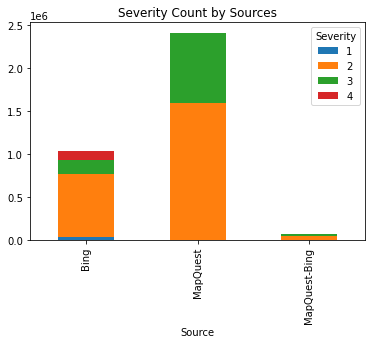 Severity Count by Sources
1e6
2.5
2.0
1.5
1.0
0.5
0.0
Severity
1
2
3
4
Bing
MapQuest
MapQuest-Bing
Source